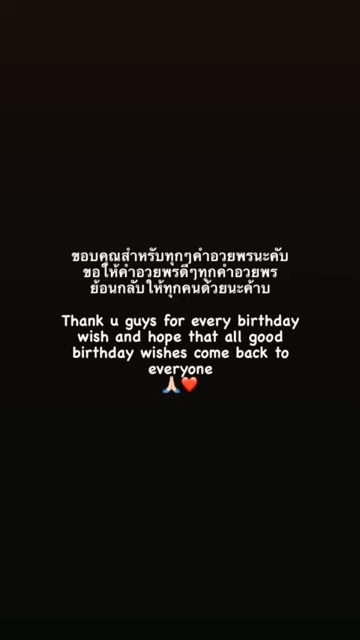 ขอบคุณสำหรับทุกๆคำอวยพรนะคับ
ขอให้คำอวยพรดีๆทุกคำอวยพร
ย้อนกลับให้ทุกคนด้วยนะค้าบ
Thank u guys for every birthday
wish and hope that all good
birthday wishes come back to
everyone
🙏🏻❤️